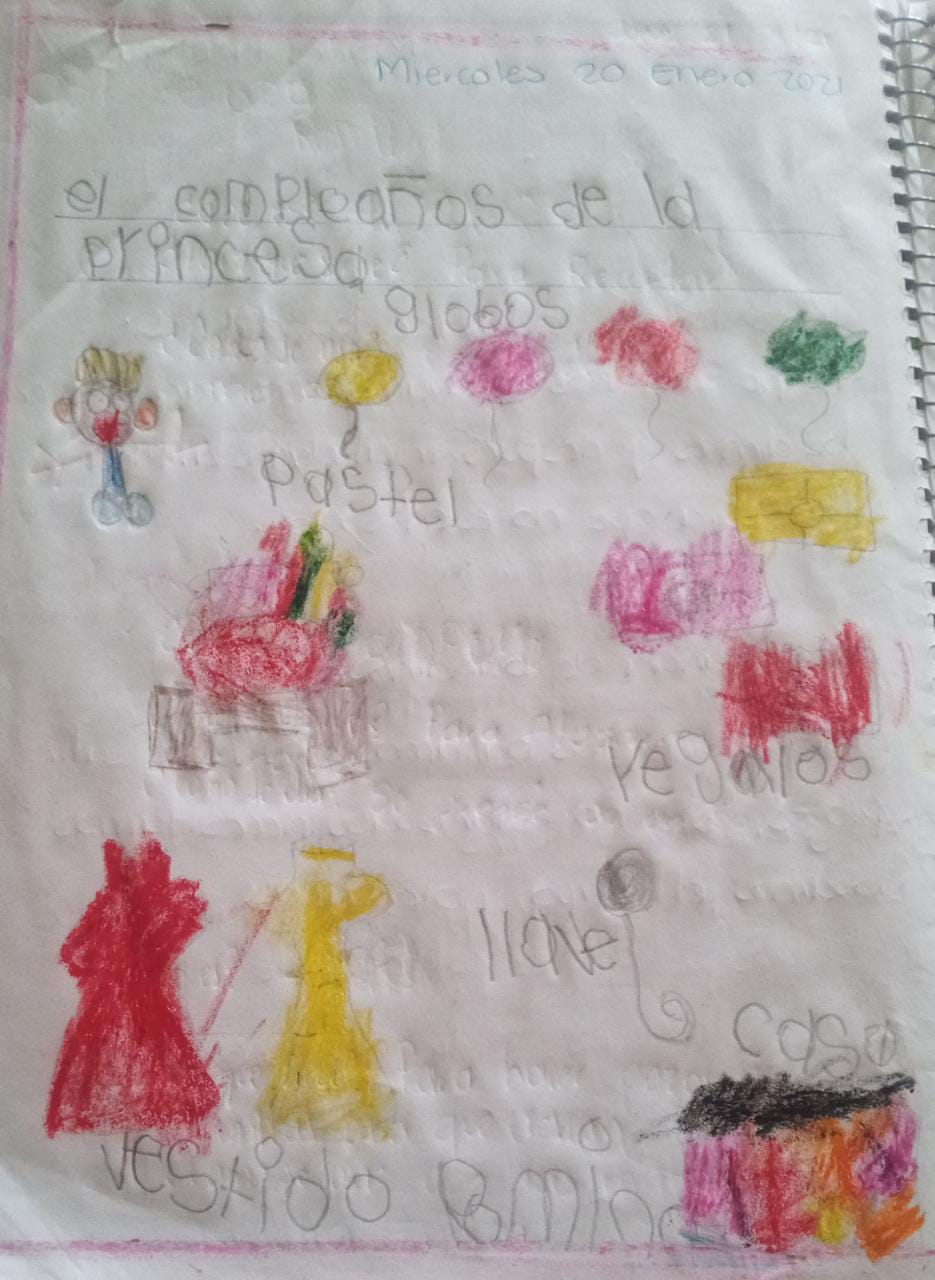 Miercoles 20 Enero 2021
el compleaños de la
princesa
globos
pastel
regalos
llave
casa
vestido